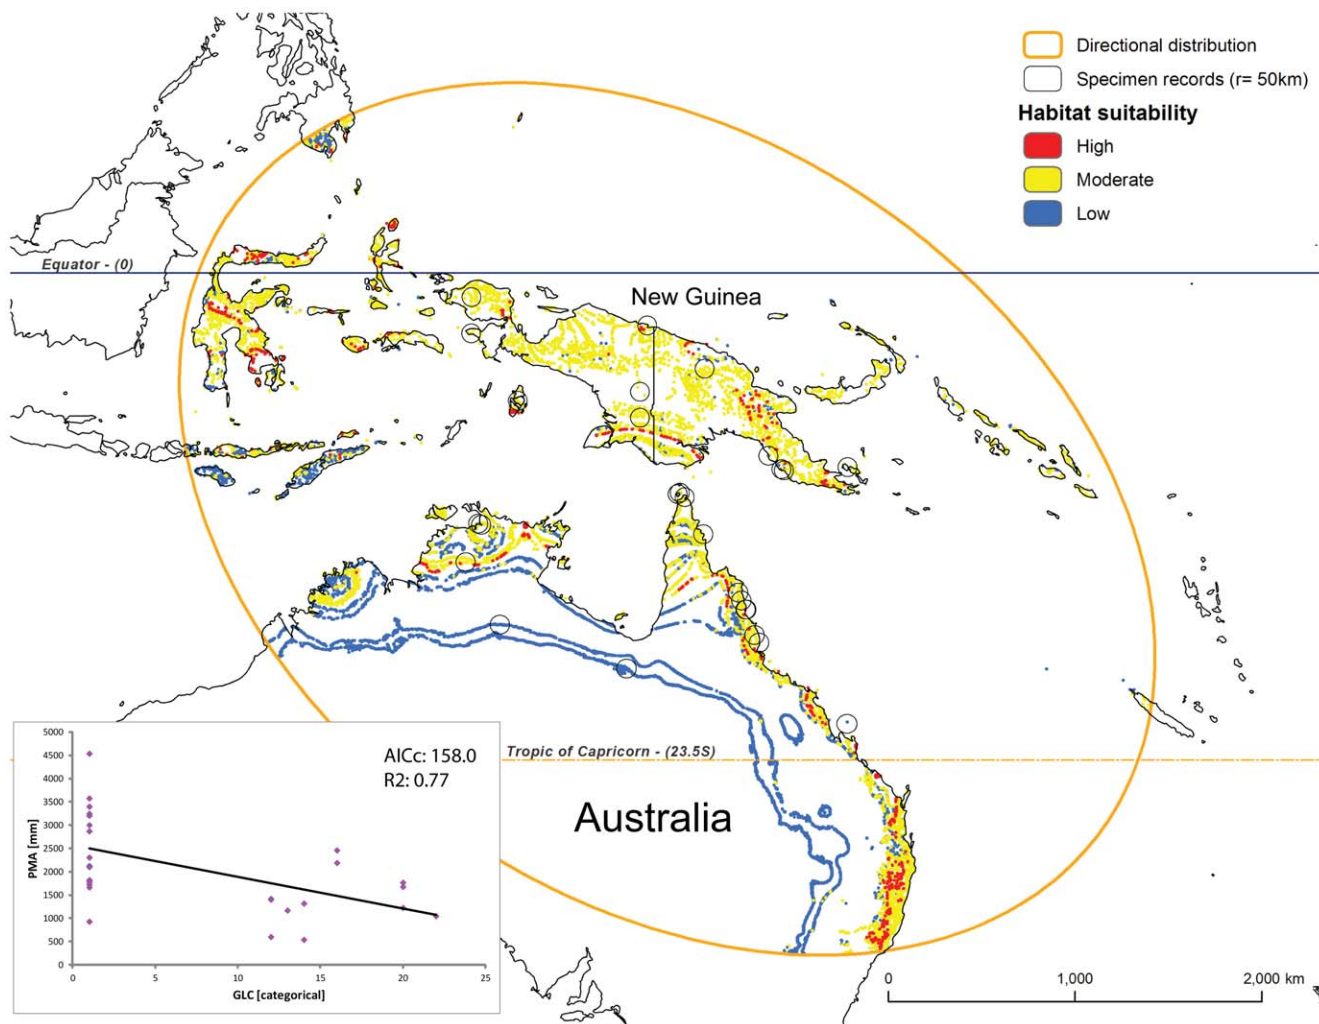 Directional distribution
Specimen records (r= 50km)
Habitat suitability
High
Moderate
Low
Equator - (0)
New Guinea
Tropic of Capricorn - (23.5S)
Australia
AICc: 158.0
R2: 0.77
PMA [mm]
5000
4500
4000
3500
3000
2500
2000
1500
1000
500
0
0 5 10 15 20 25
GLC [categorical]
0 1,000 2,000 km